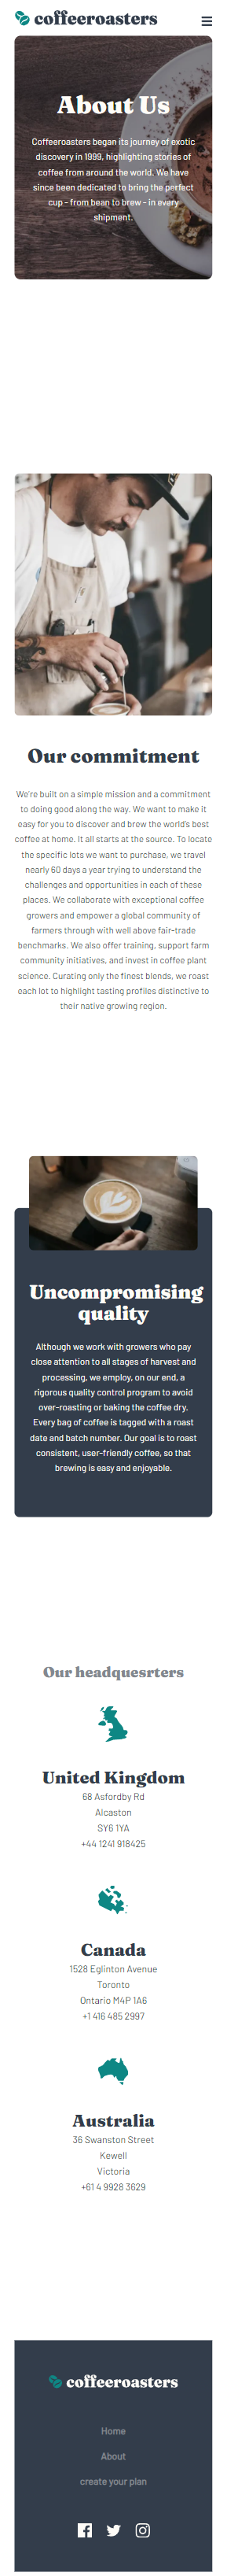 coffeeroasters
About Us
Coffeeroasters began its journey of exotic
discovery in 1999, highlighting stories of
coffee from around the world. We have
since been dedicated to bring the perfect
cup - from bean to brew - in every
shipment.
Our commitment
We're built on a simple mission and a commitment
to doing good along the way. We want to make it
easy for you to discover and brew the world's best
coffee at home. It all starts at the source. To locate
the specific lots we want to purchase, we travel
nearly 60 days a year trying to understand the
challenges and opportunities in each of these
places. We collaborate with exceptional coffee
growers and empower a global community of
farmers through with well above fair-trade
benchmarks. We also offer training, support farm
community initiatives, and invest in coffee plant
science. Curating only the finest blends, we roast
each lot to highlight tasting profiles distinctive to
their native growing region.
Uncompromising
quality
Although we work with growers who pay
close attention to all stages of harvest and
processing, we employ, on our end, a
rigorous quality control program to avoid
over-roasting or baking the coffee dry.
Every bag of coffee is tagged with a roast
date and batch number. Our goal is to roast
consistent, user-friendly coffee, so that
brewing is easy and enjoyable.
Our headquesrters
United Kingdom
68 Asfordby Rd
Alcaston
SY6 1YA
+44 1241 918425
Canada
1528 Eglinton Avenue
Toronto
Ontario M4P 1A6
+1 416 485 2997
Australia
36 Swanston Street
Kewell
Victoria
+61 4 9928 3629
coffeeroasters
Home
About
create your plan